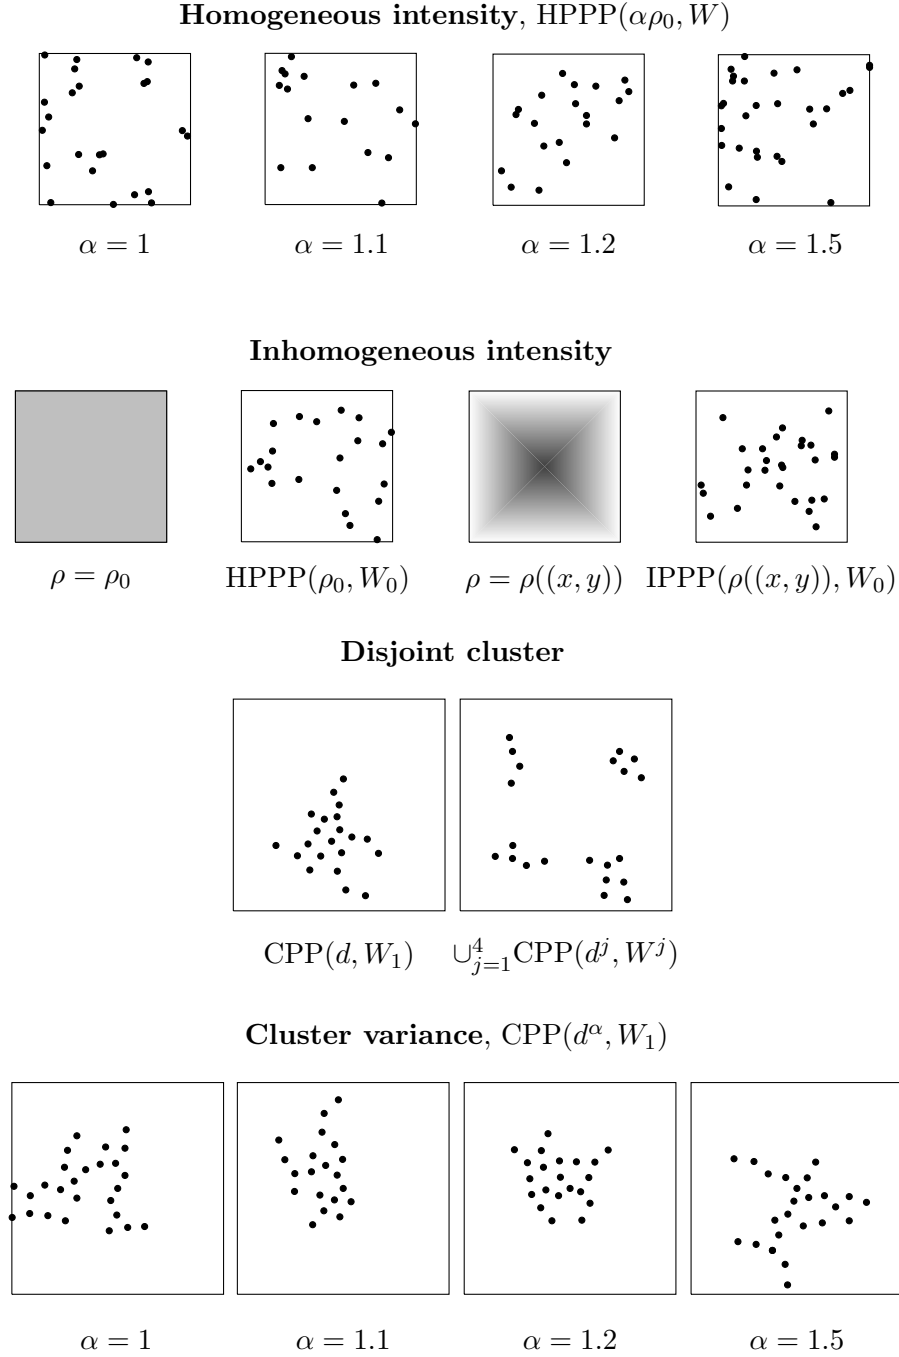 Homogeneous intensity, HPPP(αρ₀, W)
α = 1 α = 1.1 α = 1.2 α = 1.5
Inhomogeneous intensity
ρ = ρ₀ HPPP(ρ₀, W₀) ρ = ρ((x, y)) IPPP(ρ((x, y)), W₀)
Disjoint cluster
CPP(d, W₁) ∪⁴ⱼ₌₁CPP(dʲ, Wʲ)
Cluster variance, CPP(dᵅ, W₁)
α = 1 α = 1.1 α = 1.2 α = 1.5